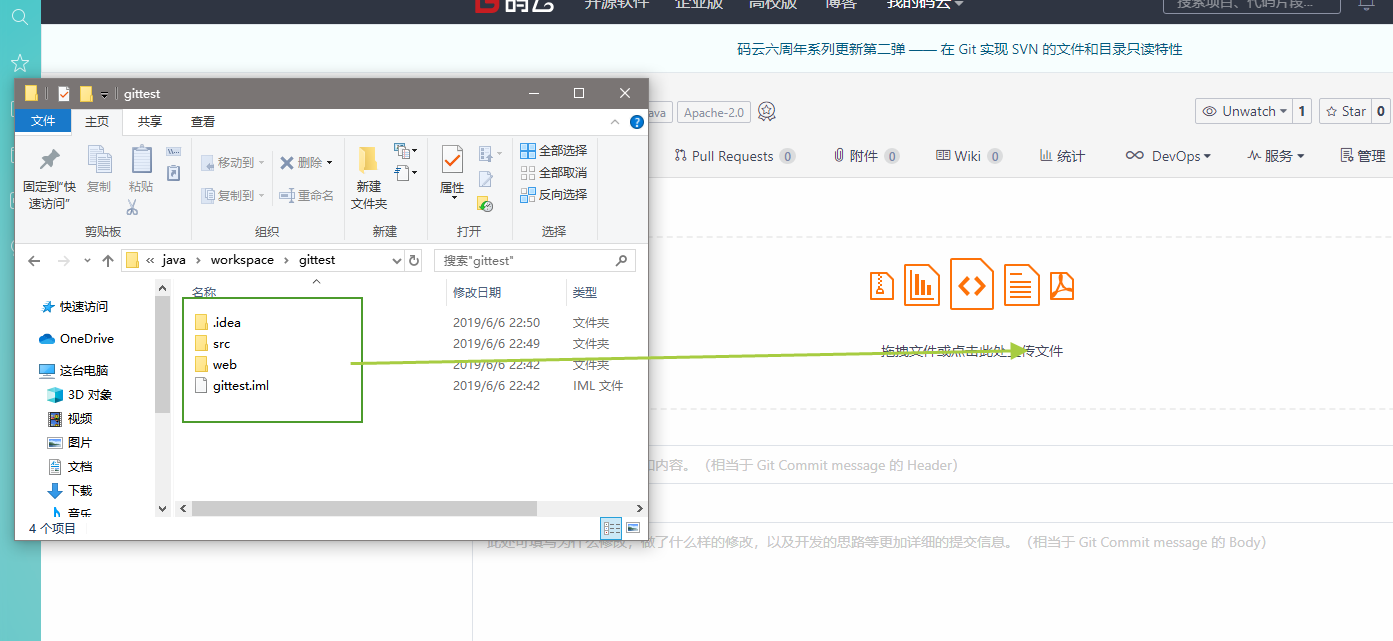 码云 开源软件 企业版 高校版 博客 我的码云
搜索项目、代码片段...
码云六周年系列更新第二弹 —— 在 Git 实现 SVN 的文件和目录只读特性
gittest
文件 主页 共享 查看
ava Apache-2.0
Unwatch 1 Star 0
Pull Requests 0 附件 0 Wiki 0 统计 DevOps 服务 管理
固定到"快速访问"
复制
粘贴
剪贴板
移动到
复制到
删除
重命名
组织
新建
文件夹
新建
属性
打开
全部选择
全部取消
反向选择
选择
« java › workspace › gittest
搜索"gittest"
名称 修改日期 类型
.idea 2019/6/6 22:50 文件夹
src 2019/6/6 22:49 文件夹
web 2019/6/6 22:42 文件夹
gittest.iml 2019/6/6 22:42 IML 文件
快速访问
OneDrive
这台电脑
3D 对象
视频
图片
文档
下载
音乐
4 个项目
拖拽文件或点击此处上传文件
和内容。（相当于 Git Commit message 的 Header）
此处可填写为什么修改，做了什么样的修改，以及开发的思路等更加详细的提交信息。（相当于 Git Commit message 的 Body）